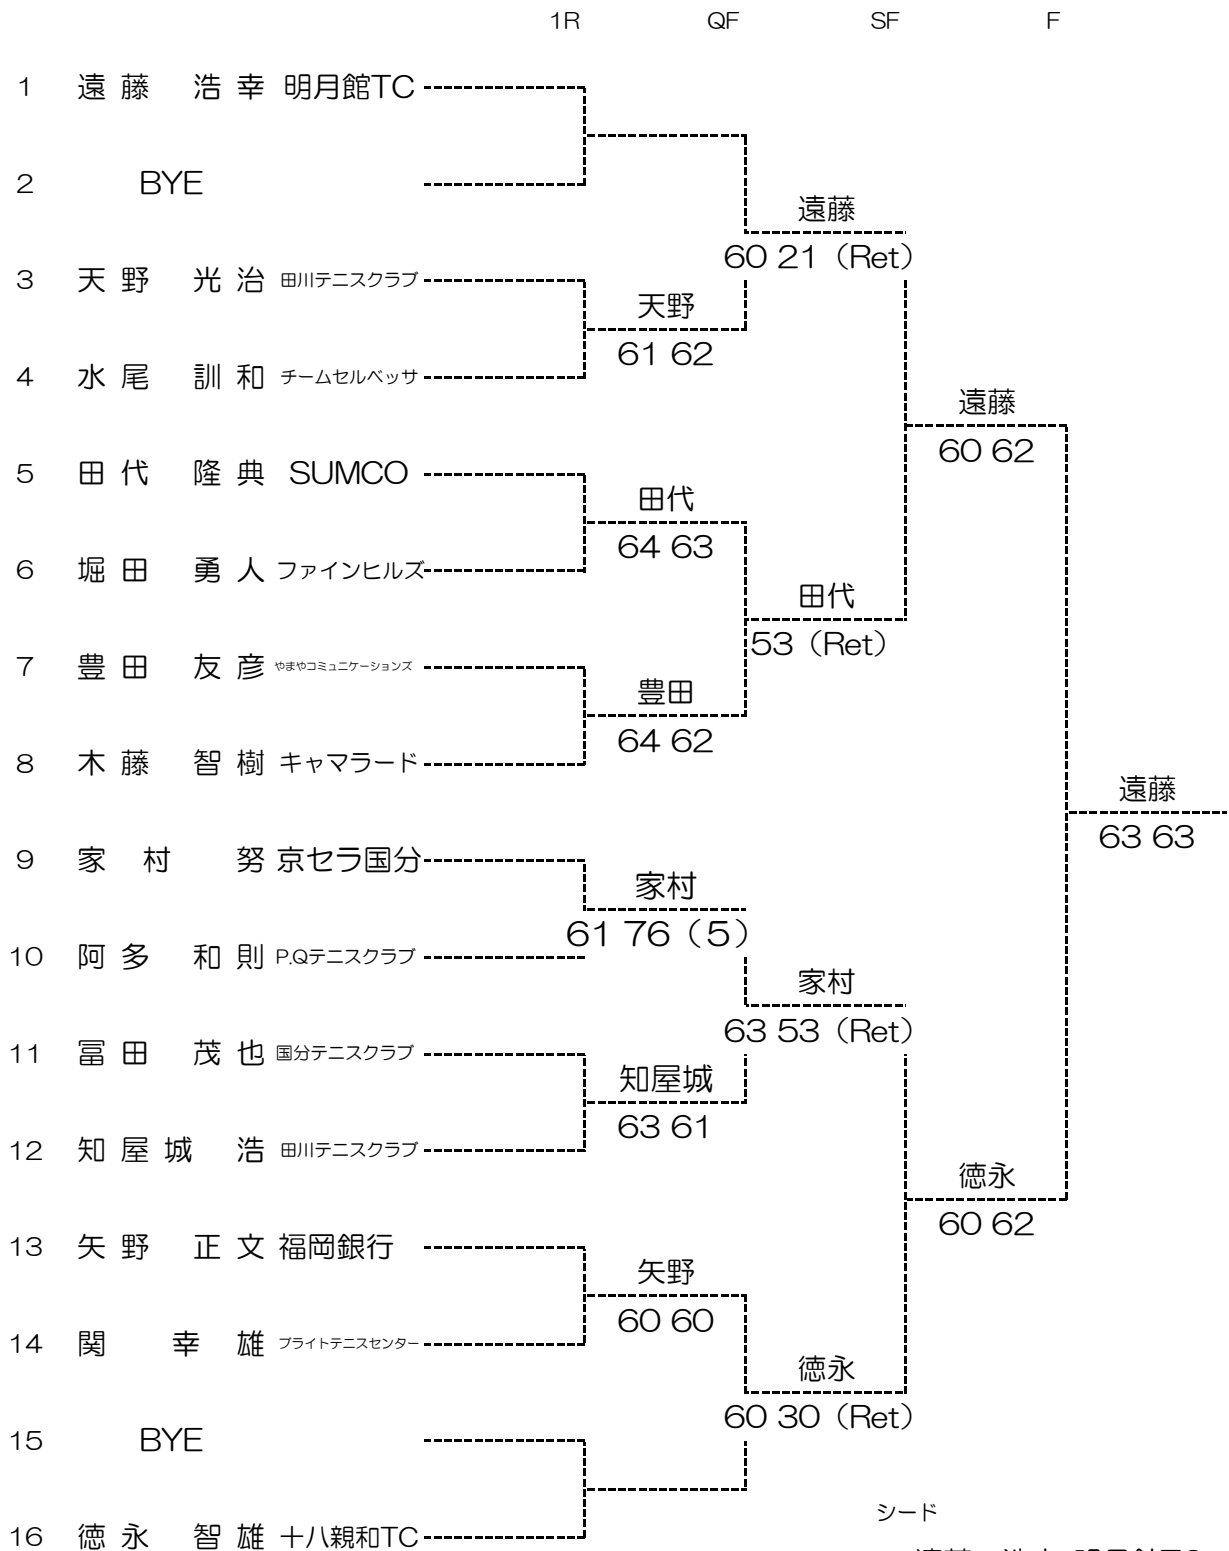 1R QF SF F
1 遠藤 浩幸 明月館TC
2 BYE
遠藤
60 21 (Ret)
3 天野 光治 田川テニスクラブ
天野
61 62
4 水尾 訓和 チームセルベッサ
遠藤
60 62
5 田代 隆典 SUMCO
田代
64 63
6 堀田 勇人 ファインヒルズ
田代
53 (Ret)
7 豊田 友彦 やまやコミュニケーションズ
豊田
64 62
8 木藤 智樹 キャマラード
遠藤
63 63
9 家村 努 京セラ国分
家村
61 76 (5)
10 阿多 和則 P.Qテニスクラブ
家村
63 53 (Ret)
11 冨田 茂也 国分テニスクラブ
知屋城
63 61
12 知屋城 浩 田川テニスクラブ
徳永
60 62
13 矢野 正文 福岡銀行
矢野
60 60
14 関 幸雄 ブライトテニスセンター
徳永
60 30 (Ret)
15 BYE
シード
16 徳永 智雄 十八親和TC